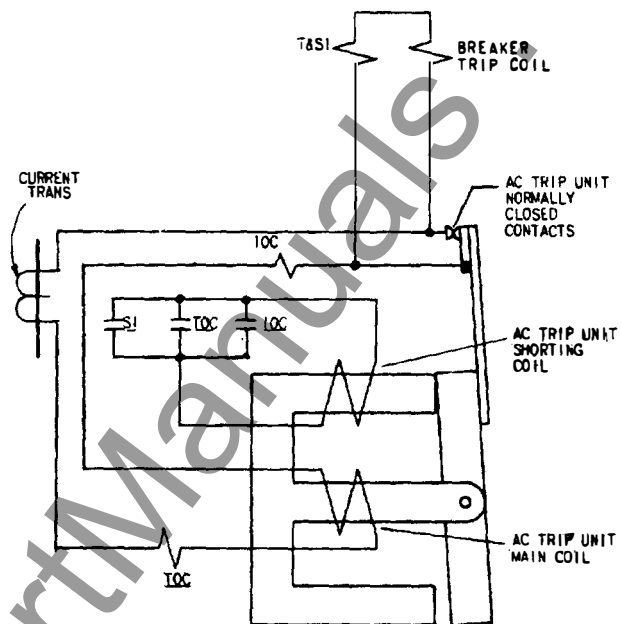 T&SI
BREAKER
TRIP COIL
CURRENT
TRANS
AC TRIP UNIT
NORMALLY
CLOSED
CONTACTS
IOC
SI
TOC
IOC
AC TRIP UNIT
SHORTING
COIL
AC TRIP UNIT
MAIN COIL
TOC
rtManuals.